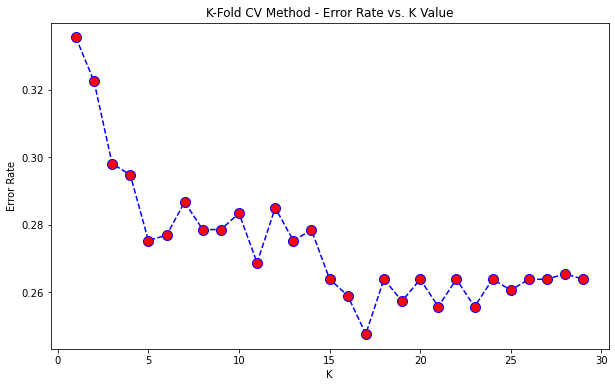 K-Fold CV Method - Error Rate vs. K Value
Error Rate
0.32
0.30
0.28
0.26
0 5 10 15 20 25 30
K